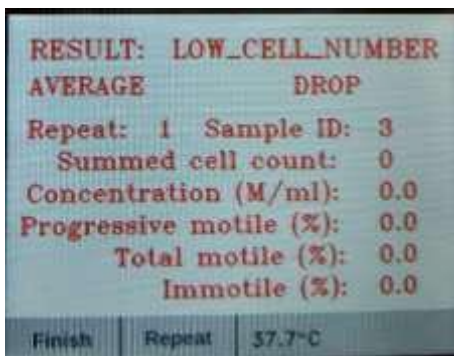 RESULT: LOW_CELL_NUMBER
AVERAGE DROP
Repeat: 1 Sample ID: 3
Summed cell count: 0
Concentration (M/ml): 0.0
Progressive motile (%): 0.0
Total motile (%): 0.0
Immotile (%): 0.0
Finish Repeat 37.7°C